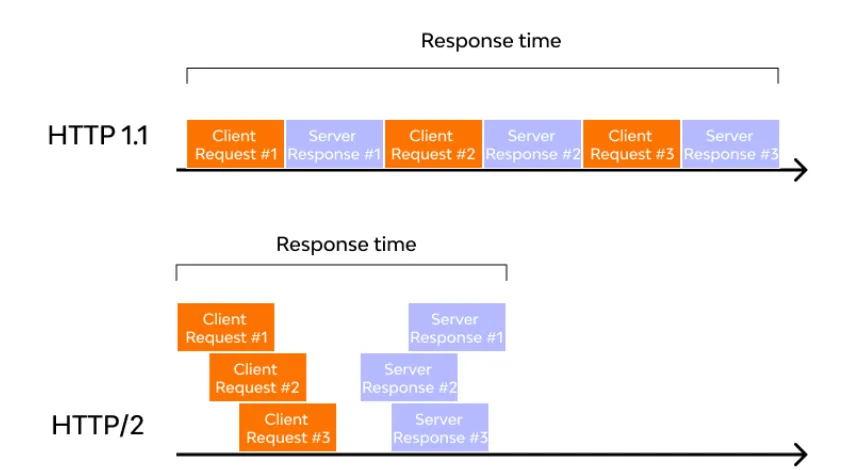 Response time
HTTP 1.1
Client
Request #1
Server
Response #1
Client
Request #2
Server
Response #2
Client
Request #3
Server
Response #3
Response time
Client
Request #1
Server
Response #1
Client
Request #2
Server
Response #2
HTTP/2
Client
Request #3
Server
Response #3